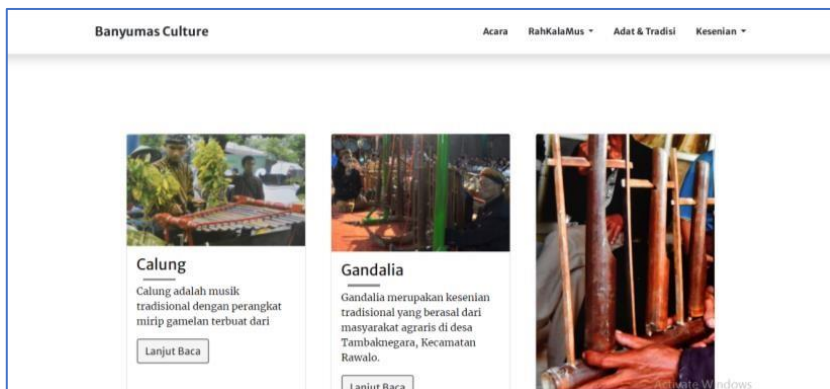 Banyumas Culture
Acara RahKalaMus Adat & Tradisi Kesenian
Calung
Calung adalah musik
tradisional dengan perangkat
mirip gamelan terbuat dari
Lanjut Baca
Gandalia
Gandalia merupakan kesenian
tradisional yang berasal dari
masyarakat agraris di desa
Tambaknegara, Kecamatan
Rawalo.
Lanjut Baca
Activate Windows